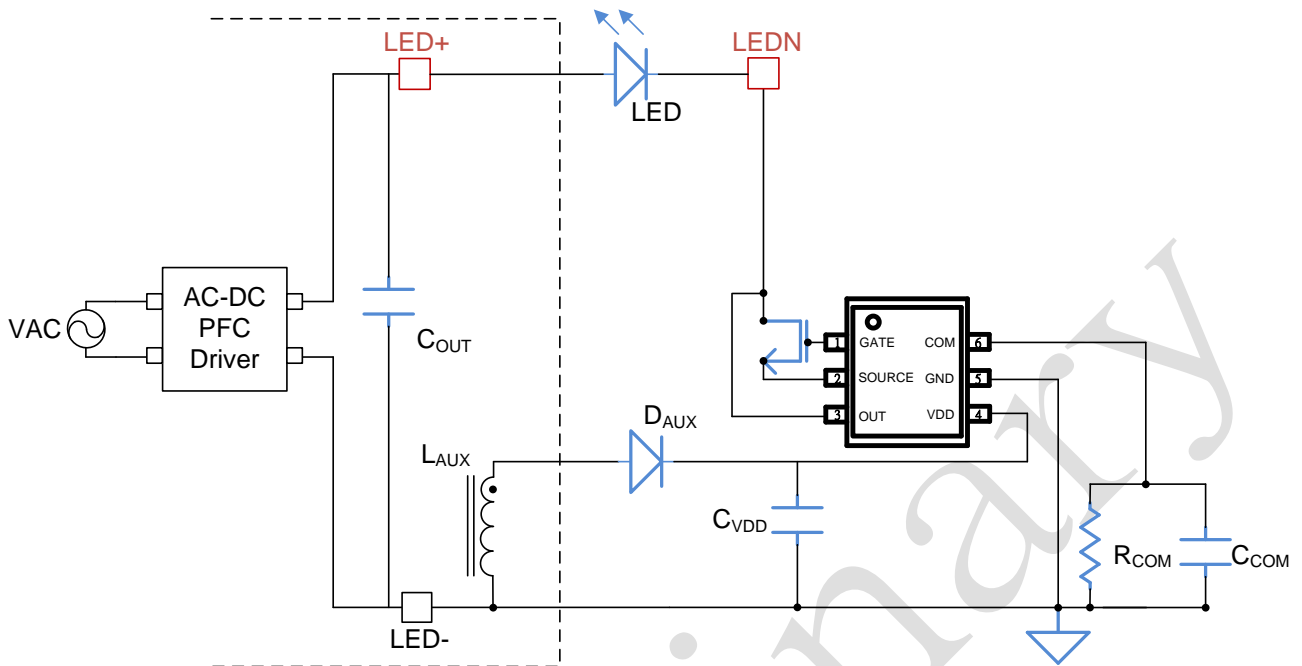 LED+
LEDN
LED
VAC
AC-DC
PFC
Driver
COUT
1 GATE COM 6
2 SOURCE GND 5
3 OUT VDD 4
DAUX
LAUX
CVDD
RCOM
CCOM
LED-
inary